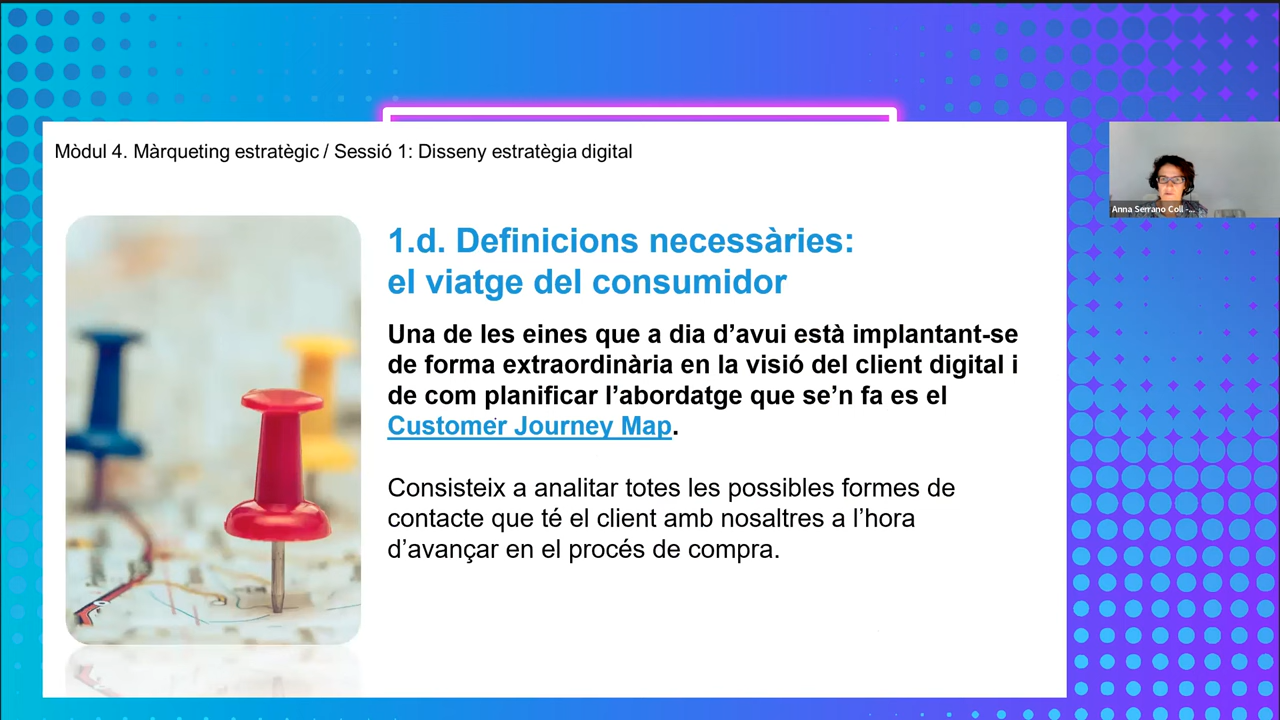 Mòdul 4. Màrqueting estratègic / Sessió 1: Disseny estratègia digital
Anna Serrano Coll -...
1.d. Definicions necessàries:
el viatge del consumidor
Una de les eines que a dia d’avui està implantant-se
de forma extraordinària en la visió del client digital i
de com planificar l’abordatge que se’n fa es el
Customer Journey Map.
Consisteix a analitar totes les possibles formes de
contacte que té el client amb nosaltres a l’hora
d’avançar en el procés de compra.